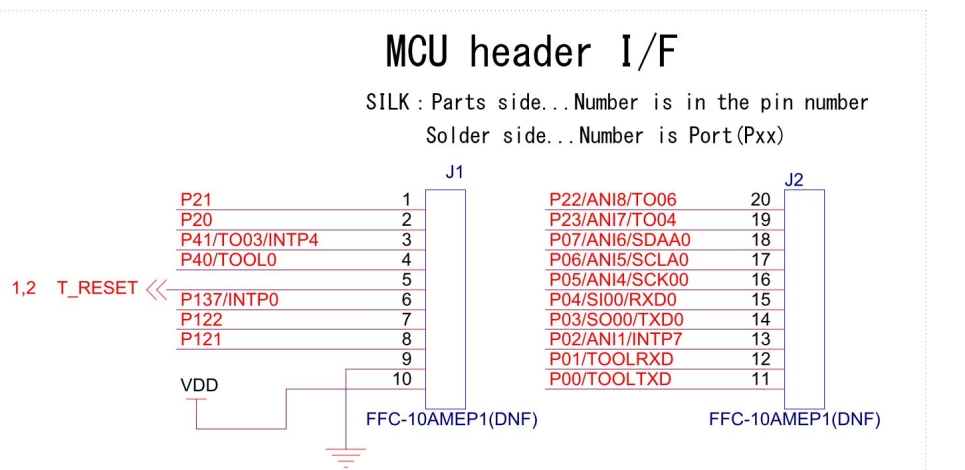 MCU header I/F
SILK : Parts side...Number is in the pin number
Solder side...Number is Port(Pxx)
J1
P21 1
P20 2
P41/TO03/INTP4 3
P40/TOOL0 4
1,2 T_RESET 5
P137/INTP0 6
P122 7
P121 8
9
10
VDD
FFC-10AMEP1(DNF)
J2
P22/ANI8/TO06 20
P23/ANI7/TO04 19
P07/ANI6/SDAA0 18
P06/ANI5/SCLA0 17
P05/ANI4/SCK00 16
P04/SI00/RXD0 15
P03/SO00/TXD0 14
P02/ANI1/INTP7 13
P01/TOOLRXD 12
P00/TOOLTXD 11
FFC-10AMEP1(DNF)